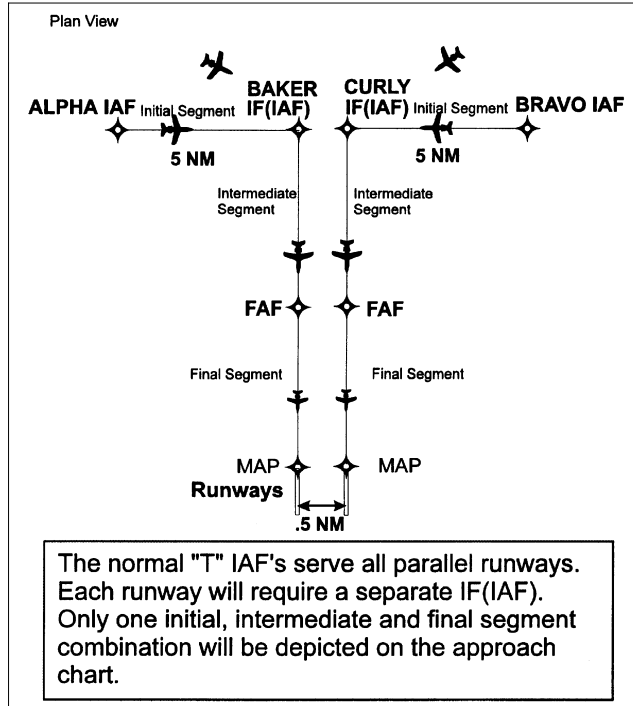 Plan View
BAKER
IF(IAF)
CURLY
IF(IAF)
ALPHA IAF
Initial Segment
Initial Segment
BRAVO IAF
5 NM
5 NM
Intermediate
Segment
Intermediate
Segment
FAF
FAF
Final Segment
Final Segment
MAP
MAP
Runways
.5 NM
The normal "T" IAF's serve all parallel runways.
Each runway will require a separate IF(IAF).
Only one initial, intermediate and final segment
combination will be depicted on the approach
chart.